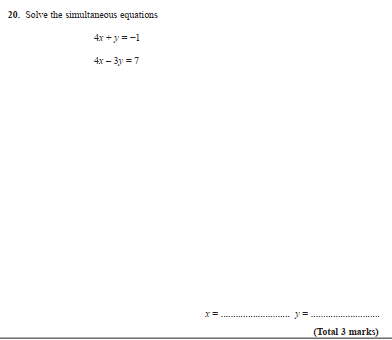 20. Solve the simultaneous equations
4x + y = –1
4x – 3y = 7
x = ............................ y = ............................
(Total 3 marks)